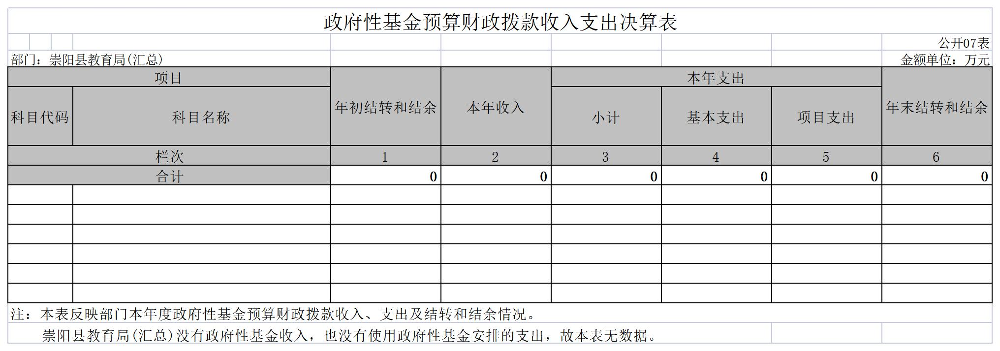 政府性基金预算财政拨款收入支出决算表
公开07表
部门：崇阳县教育局(汇总) 金额单位：万元
项目 年初结转和结余 本年收入 本年支出 年末结转和结余
科目代码 科目名称 小计 基本支出 项目支出
栏次 1 2 3 4 5 6
合计 0 0 0 0 0 0
注：本表反映部门本年度政府性基金预算财政拨款收入、支出及结转和结余情况。
崇阳县教育局(汇总)没有政府性基金收入，也没有使用政府性基金安排的支出，故本表无数据。